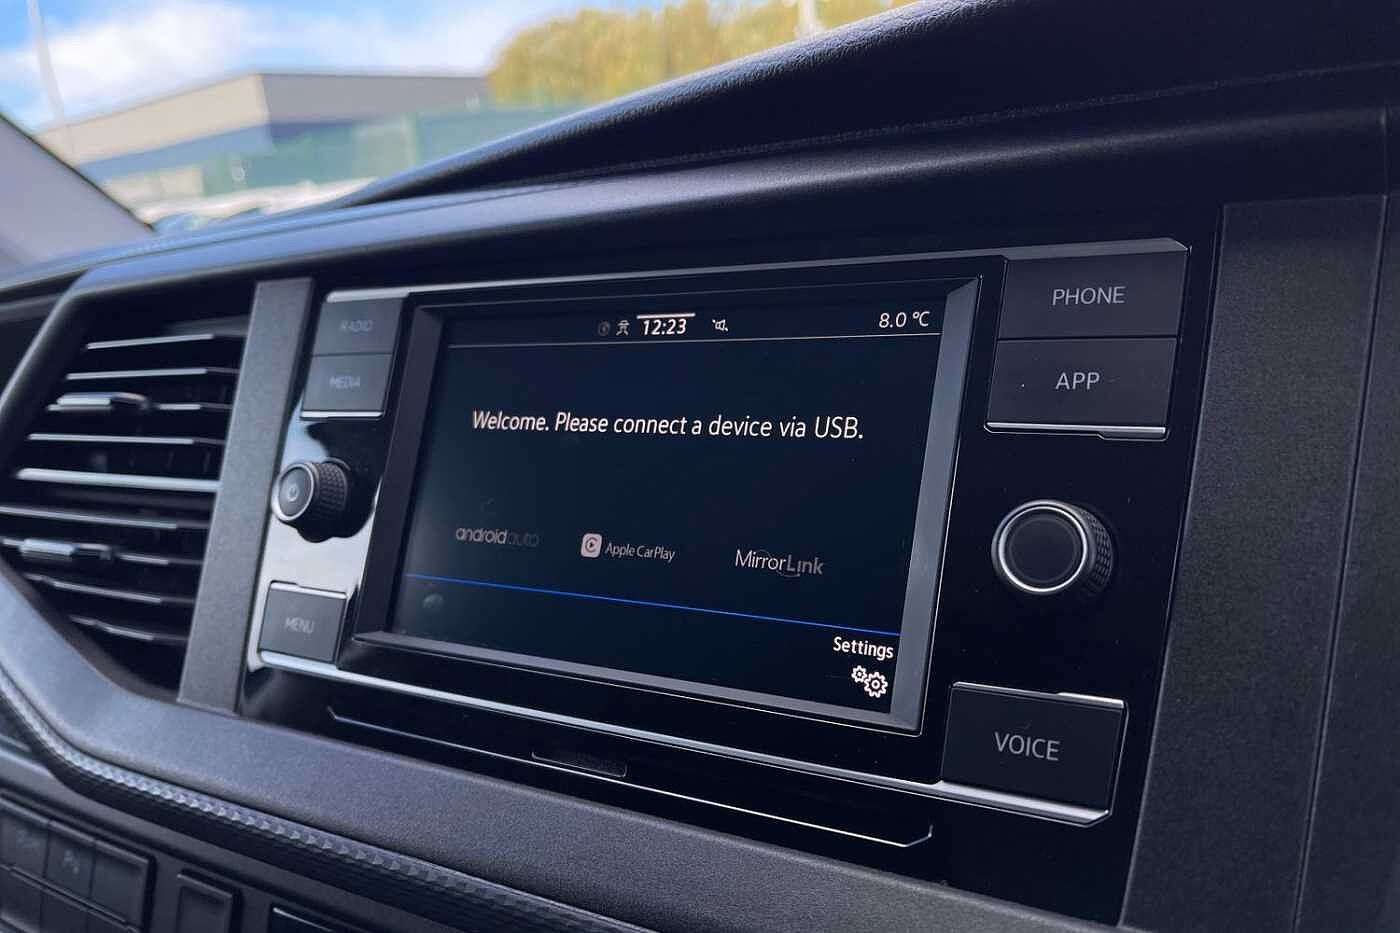 RADIO
MEDIA
MENU
12:23
8.0 °C
Welcome. Please connect a device via USB.
androidauto
Apple CarPlay
MirrorLink
Settings
PHONE
APP
VOICE